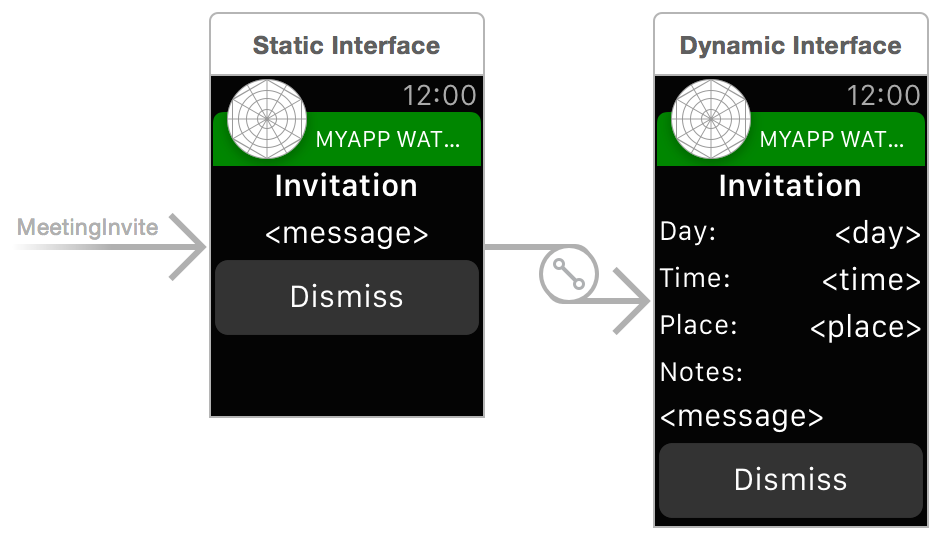 Static Interface
12:00
MYAPP WAT...
Invitation
MeetingInvite
<message>
Dismiss
Dynamic Interface
12:00
MYAPP WAT...
Invitation
Day: <day>
Time: <time>
Place: <place>
Notes:
<message>
Dismiss